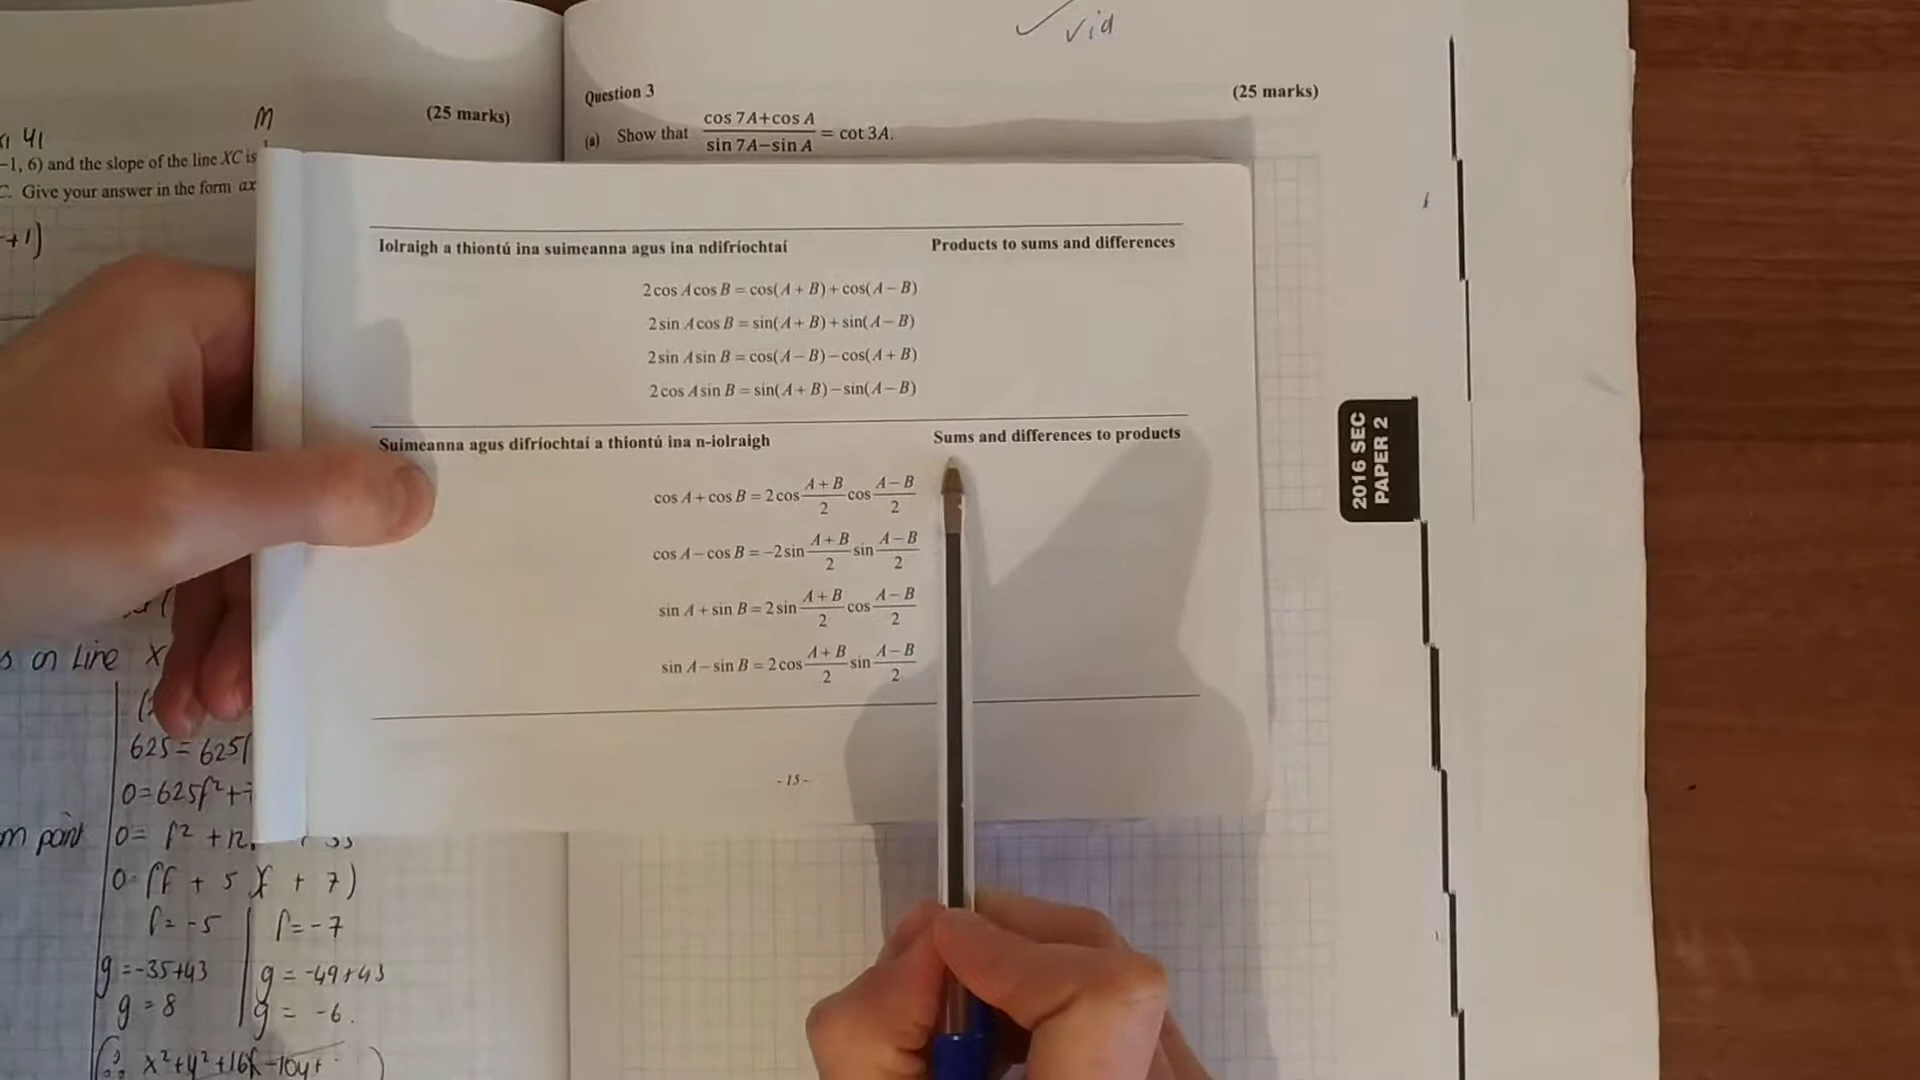 ✓ vid
Question 3 (25 marks)
(a) Show that cos 7A+cos A / sin 7A−sin A = cot 3A.
M
(25 marks)
x1 y1
−1, 6) and the slope of the line XC is
C. Give your answer in the form ax
+1)
Iolraigh a thiontú ina suimeanna agus ina ndifríochtaí Products to sums and differences
2 cos A cos B = cos(A + B) + cos(A − B)
2 sin A cos B = sin(A + B) + sin(A − B)
2 sin A sin B = cos(A − B) − cos(A + B)
2 cos A sin B = sin(A + B) − sin(A − B)
Suimeanna agus difríochtaí a thiontú ina n-iolraigh Sums and differences to products
cos A + cos B = 2 cos A + B / 2 cos A − B / 2
cos A − cos B = −2 sin A + B / 2 sin A − B / 2
sin A + sin B = 2 sin A + B / 2 cos A − B / 2
sin A − sin B = 2 cos A + B / 2 sin A − B / 2
- 15 -
2016 SEC
PAPER 2
s on Line X
625 = 625f
0=625f²+
m point 0= f² + 12
0= (f + 5)(f + 7)
f= -5 f= -7
g = -35+43 g = -49+43
g = 8 g = -6.
x²+y²+16x-10y+